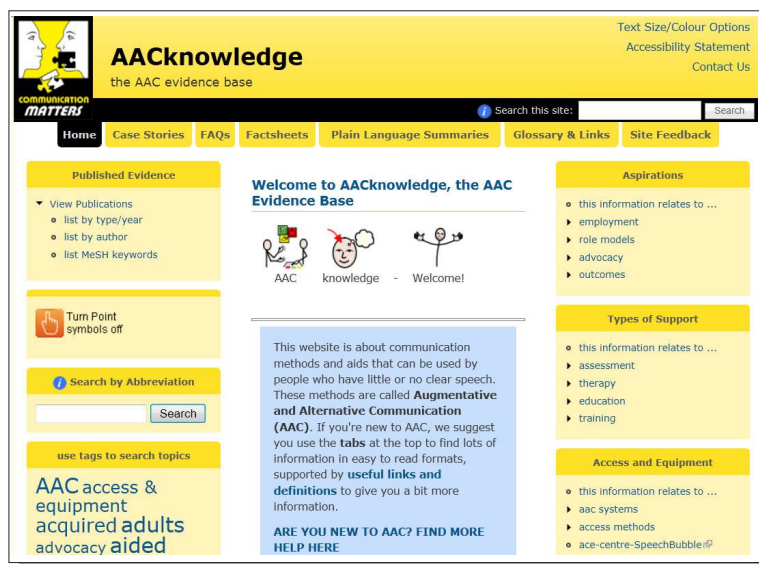 Text Size/Colour Options
Accessibility Statement
Contact Us
AACknowledge
the AAC evidence base
COMMUNICATION
MATTERS
Search this site:
Search
Home Case Stories FAQs Factsheets Plain Language Summaries Glossary & Links Site Feedback
Published Evidence
View Publications
list by type/year
list by author
list MeSH keywords
Turn Point
symbols off
Search by Abbreviation
Search
use tags to search topics
AAC access &
equipment
acquired adults
advocacy aided
Welcome to AACknowledge, the AAC
Evidence Base
AAC knowledge - Welcome!
This website is about communication
methods and aids that can be used by
people who have little or no clear speech.
These methods are called Augmentative
and Alternative Communication
(AAC). If you're new to AAC, we suggest
you use the tabs at the top to find lots of
information in easy to read formats,
supported by useful links and
definitions to give you a bit more
information.
ARE YOU NEW TO AAC? FIND MORE
HELP HERE
Aspirations
this information relates to ...
employment
role models
advocacy
outcomes
Types of Support
this information relates to ...
assessment
therapy
education
training
Access and Equipment
this information relates to ...
aac systems
access methods
ace-centre-SpeechBubble